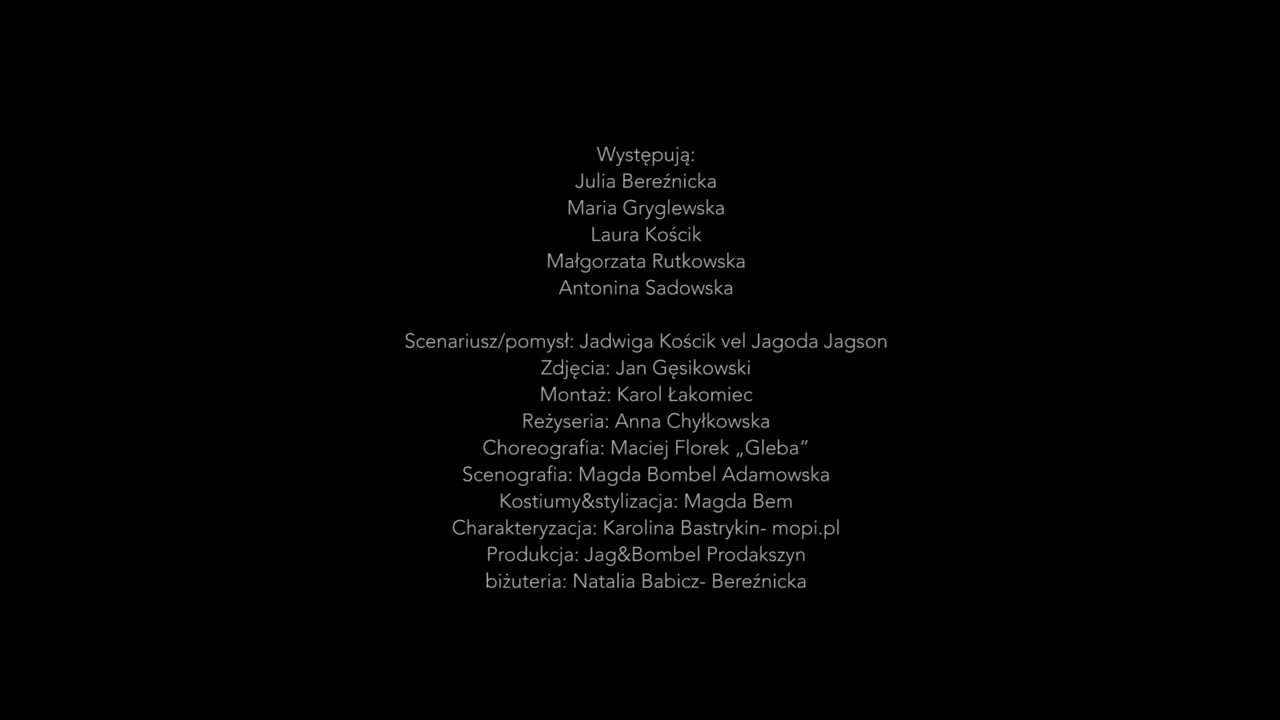 Występują:
Julia Bereźnicka
Maria Gryglewska
Laura Kościk
Małgorzata Rutkowska
Antonina Sadowska
Scenariusz/pomysł: Jadwiga Kościk vel Jagoda Jagson
Zdjęcia: Jan Gęsikowski
Montaż: Karol Łakomiec
Reżyseria: Anna Chyłkowska
Choreografia: Maciej Florek „Gleba”
Scenografia: Magda Bombel Adamowska
Kostiumy&stylizacja: Magda Bem
Charakteryzacja: Karolina Bastrykin- mopi.pl
Produkcja: Jag&Bombel Prodakszyn
biżuteria: Natalia Babicz- Bereźnicka